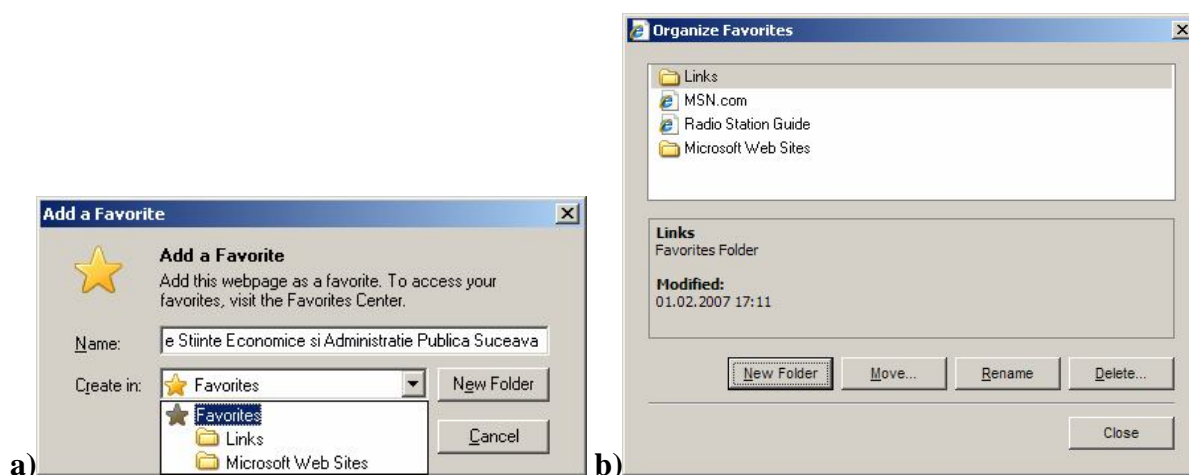 a)
Add a Favorite
Add a Favorite
Add this webpage as a favorite. To access your
favorites, visit the Favorites Center.
Name: e Stiinte Economice si Administratie Publica Suceava
Create in: Favorites New Folder
Favorites
Links
Microsoft Web Sites
Cancel
b)
Organize Favorites
Links
MSN.com
Radio Station Guide
Microsoft Web Sites
Links
Favorites Folder
Modified:
01.02.2007 17:11
New Folder Move... Rename Delete...
Close